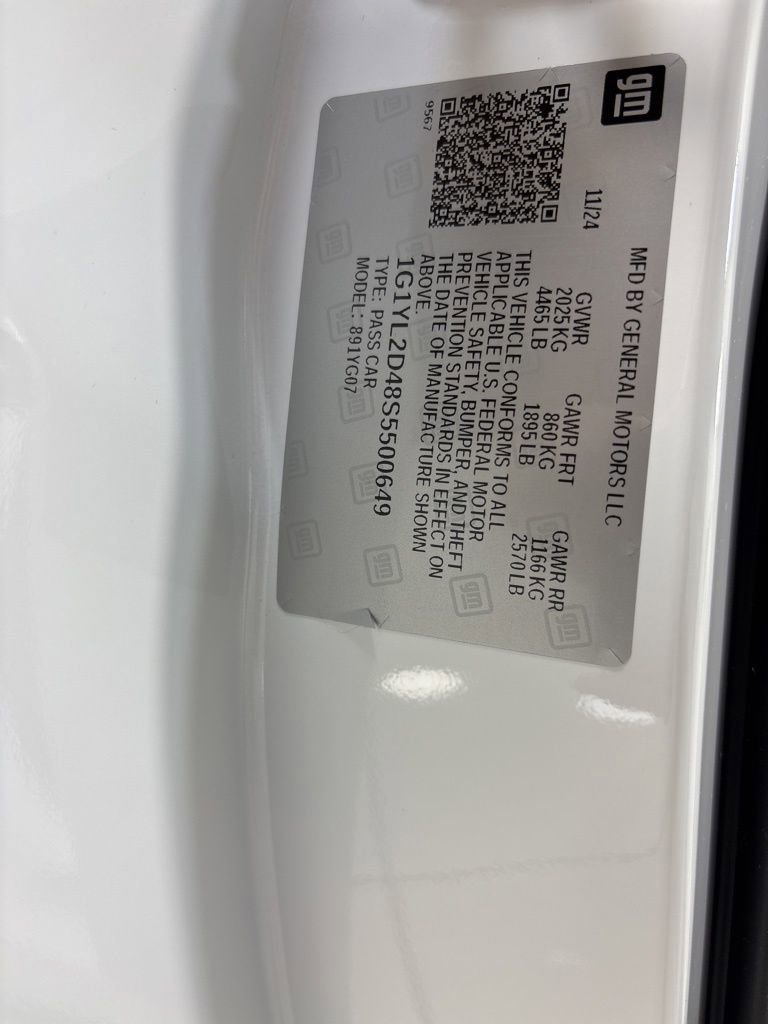 gm
MFD BY GENERAL MOTORS LLC
11/24
GVWR GAWR FRT GAWR RR
2025 KG 860 KG 1166 KG
4465 LB 1895 LB 2570 LB
THIS VEHICLE CONFORMS TO ALL
APPLICABLE U.S. FEDERAL MOTOR
VEHICLE SAFETY, BUMPER, AND THEFT
PREVENTION STANDARDS IN EFFECT ON
THE DATE OF MANUFACTURE SHOWN
ABOVE.
1G1YL2D48S5500649
TYPE: PASS CAR
MODEL: 891YG07
9567